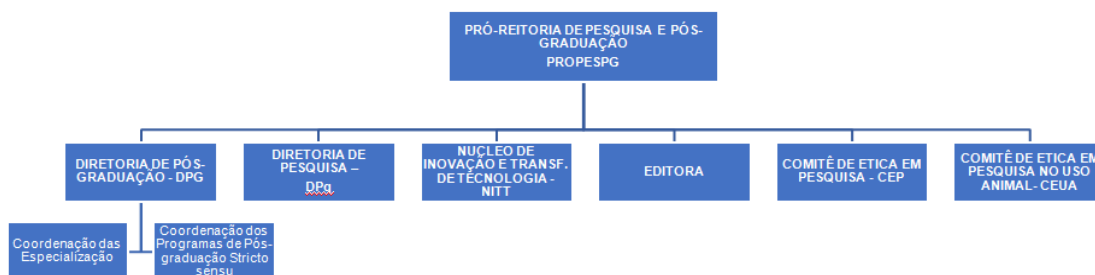 PRÓ-REITORIA DE PESQUISA E PÓS-
GRADUAÇÃO
PROPESPG
DIRETORIA DE PÓS-
GRADUAÇÃO - DPG
DIRETORIA DE
PESQUISA –
DPq
NUÇLEO DE
INOVAÇÃO E TRANSF.
DE TÉCNOLOGIA -
NITT
EDITORA
COMITÊ DE ETICA EM
PESQUISA - CEP
COMITÊ DE ETICA EM
PESQUISA NO USO
ANIMAL- CEUA
Coordenação das
Especialização
Coordenação dos
Programas de Pós-
graduação Stricto
sensu